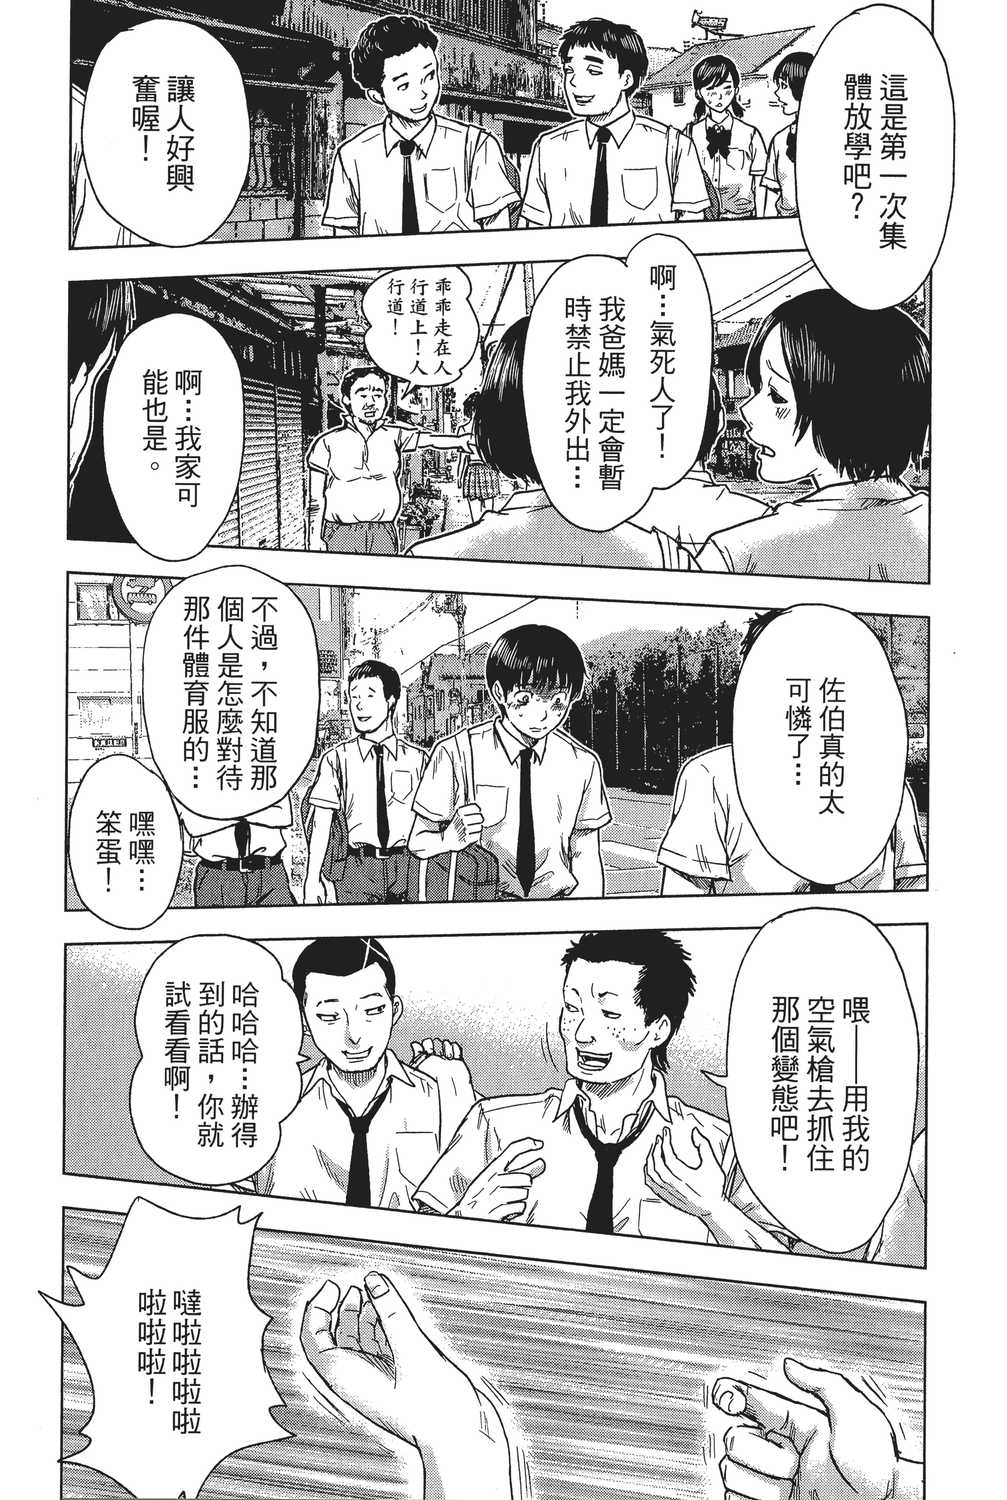 這是第一次集
體放學吧？
讓人好興
奮喔！
啊…氣死人了！
我爸媽一定會暫
時禁止我外出…
乖乖走在人
行道上！人
行道！
啊…我家可
能也是。
佐伯真的太
可憐了…
不過，不知道那
個人是怎麼對待
那件體育服的…
嘿嘿…
笨蛋！
喂──用我的
空氣槍去抓住
那個變態吧！
哈哈哈…辦得
到的話，你就
試看看啊！
噠啦啦啦啦
啦啦啦！